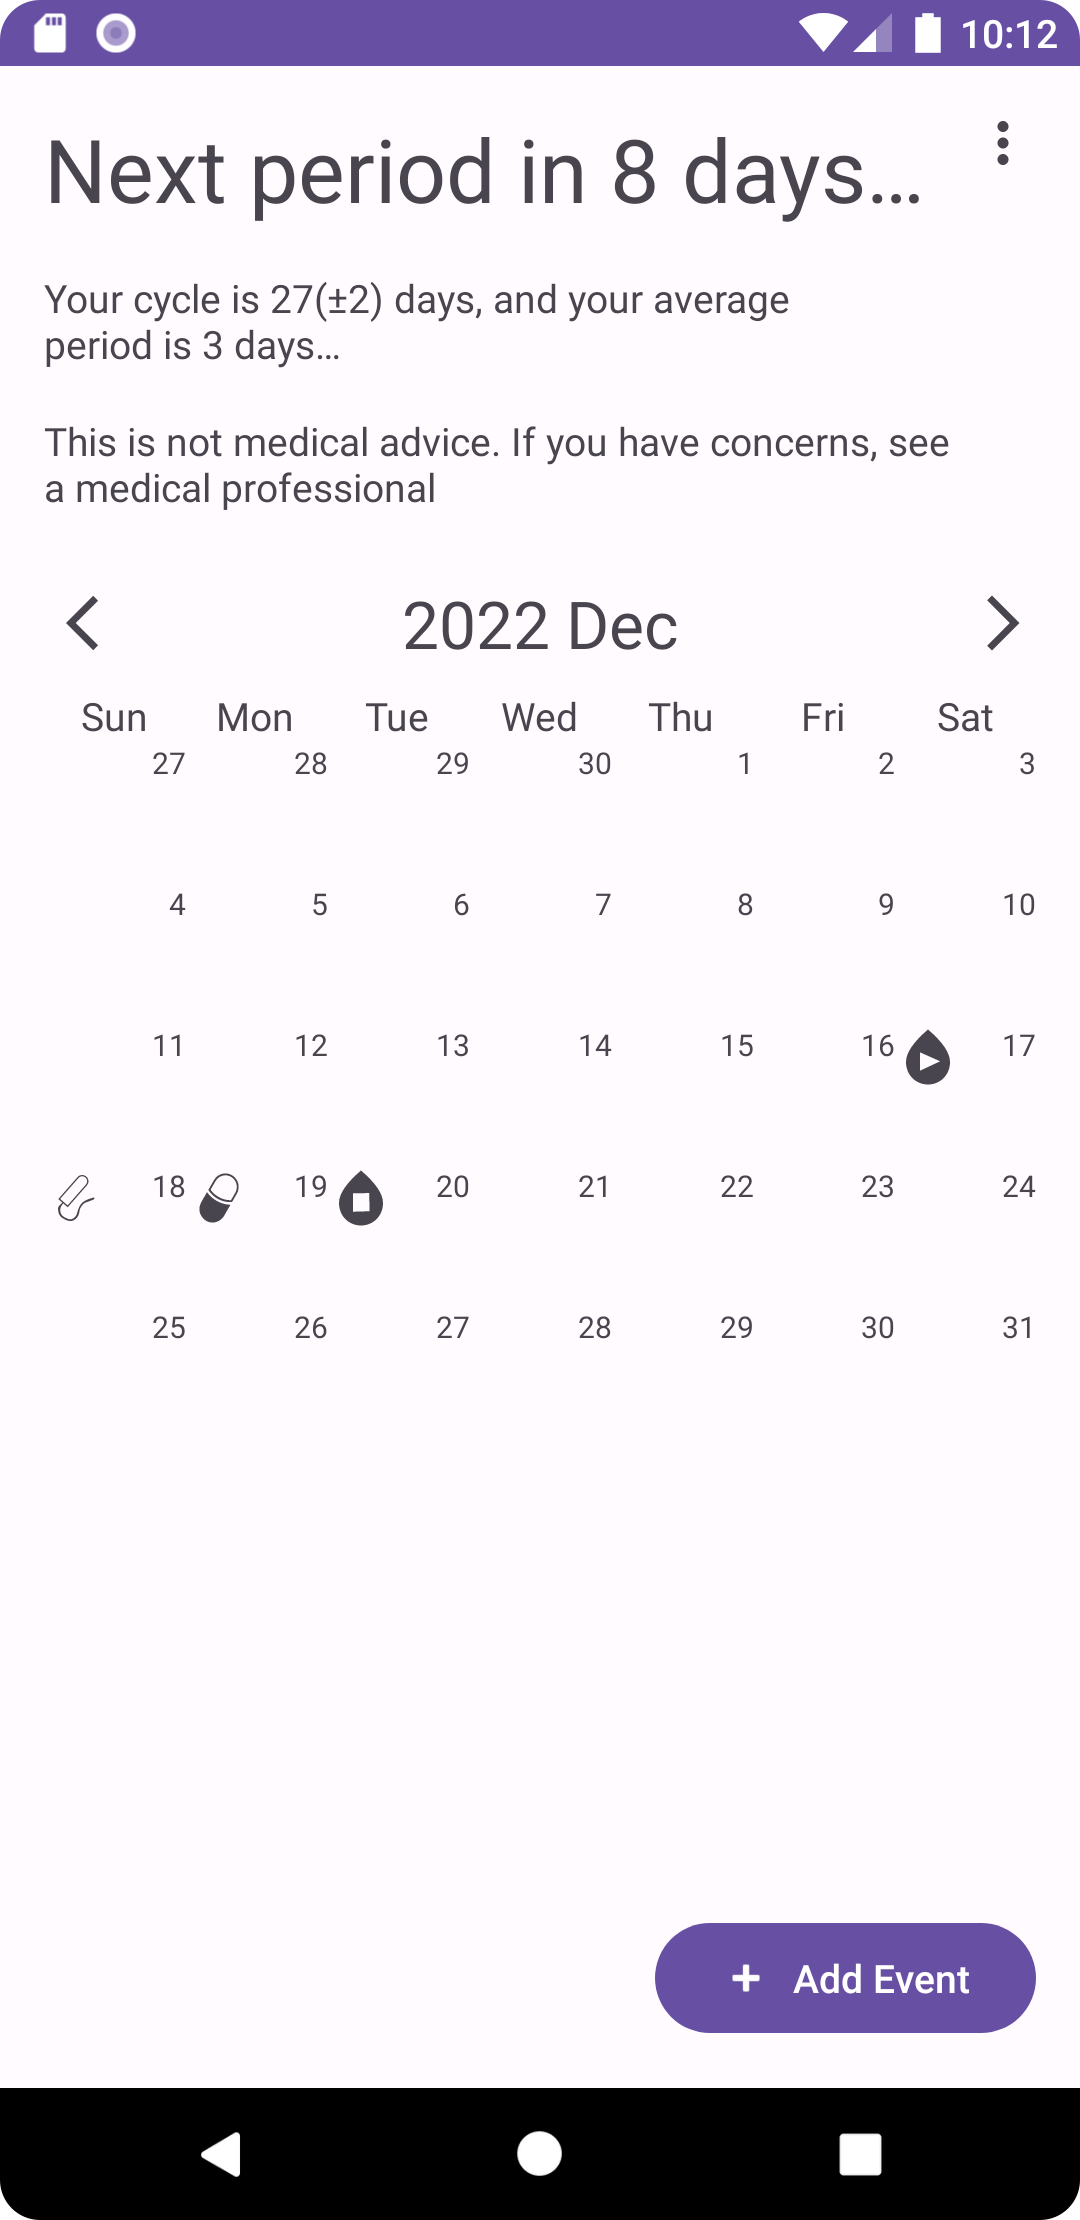 10:12
Next period in 8 days…
Your cycle is 27(±2) days, and your average
period is 3 days…
This is not medical advice. If you have concerns, see
a medical professional
2022 Dec
Sun Mon Tue Wed Thu Fri Sat
27 28 29 30 1 2 3
4 5 6 7 8 9 10
11 12 13 14 15 16 17
18 19 20 21 22 23 24
25 26 27 28 29 30 31
+ Add Event